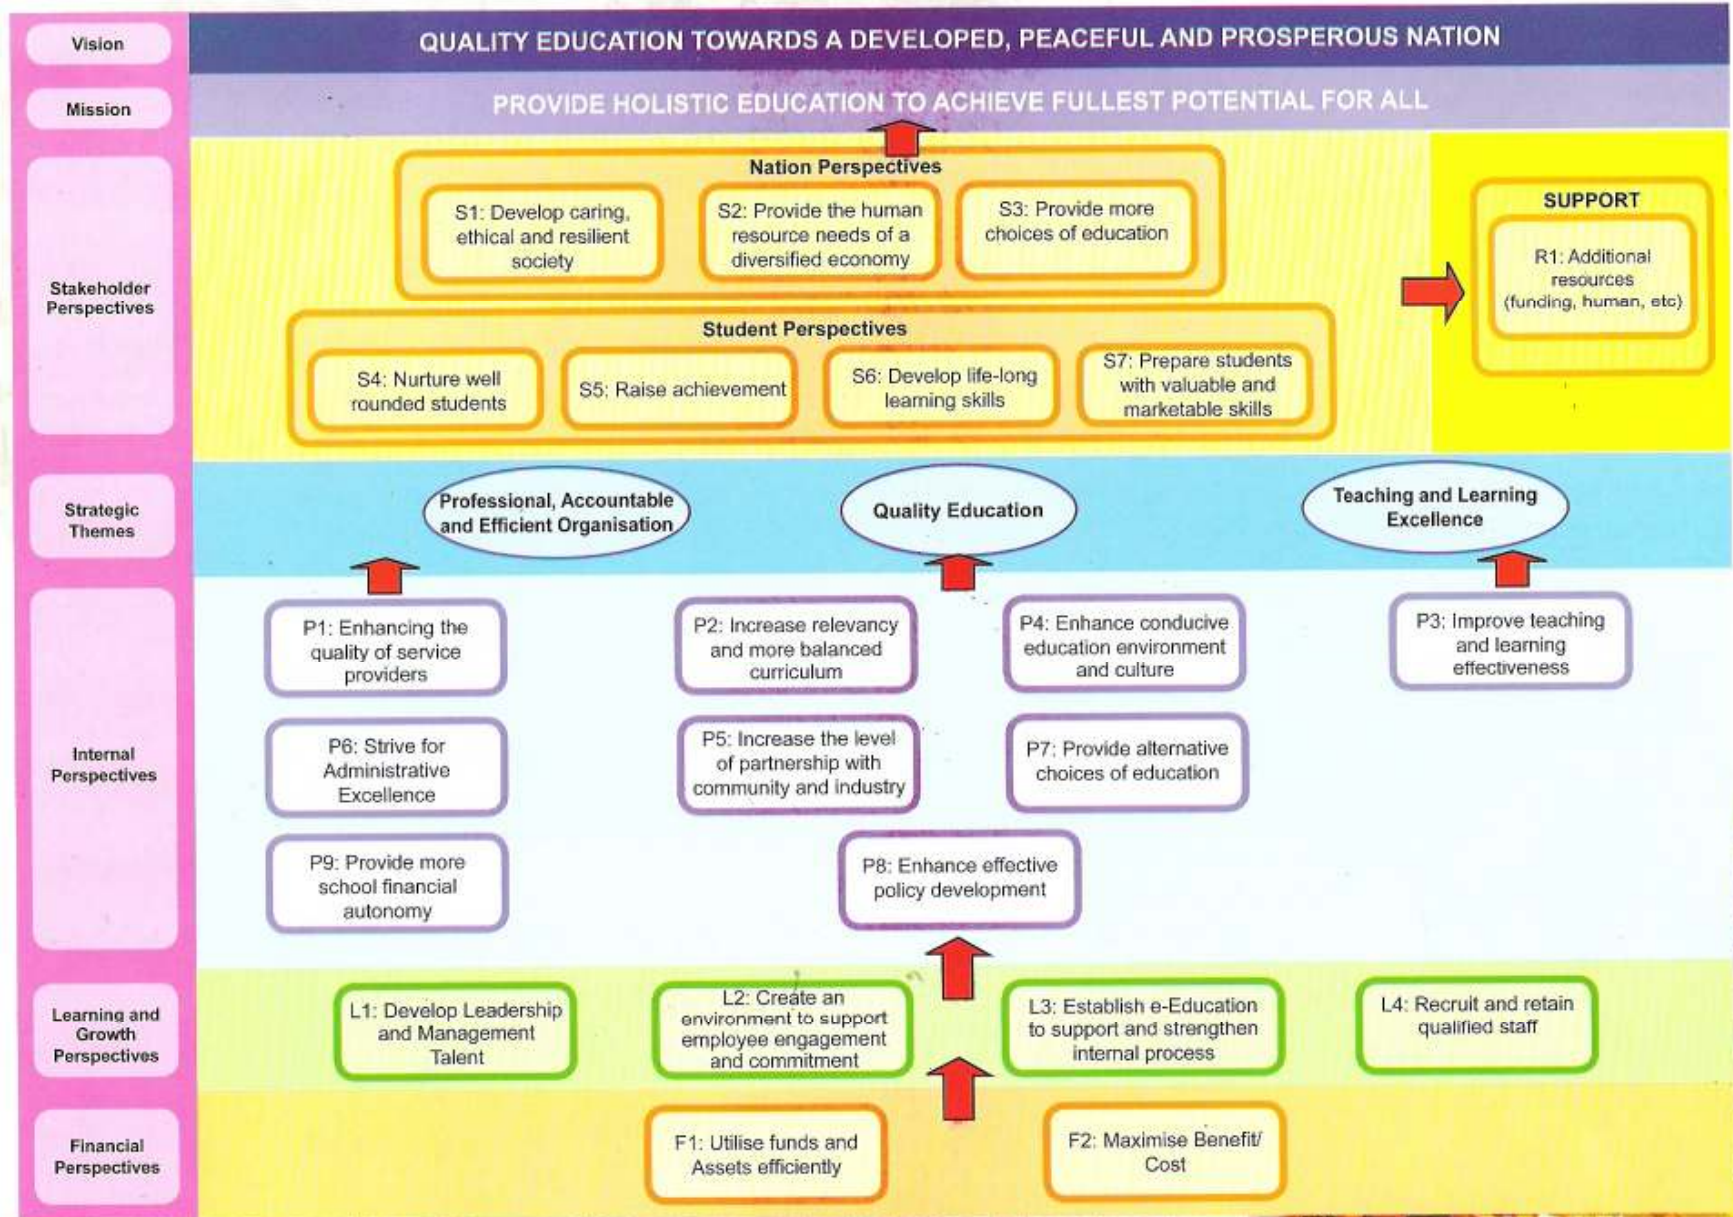 Vision
QUALITY EDUCATION TOWARDS A DEVELOPED, PEACEFUL AND PROSPEROUS NATION
Mission
PROVIDE HOLISTIC EDUCATION TO ACHIEVE FULLEST POTENTIAL FOR ALL
Stakeholder
Perspectives
Nation Perspectives
S1: Develop caring,
ethical and resilient
society
S2: Provide the human
resource needs of a
diversified economy
S3: Provide more
choices of education
SUPPORT
R1: Additional
resources
(funding, human, etc)
Student Perspectives
S4: Nurture well
rounded students
S5: Raise achievement
S6: Develop life-long
learning skills
S7: Prepare students
with valuable and
marketable skills
Strategic
Themes
Professional, Accountable
and Efficient Organisation
Quality Education
Teaching and Learning
Excellence
Internal
Perspectives
P1: Enhancing the
quality of service
providers
P2: Increase relevancy
and more balanced
curriculum
P4: Enhance conducive
education environment
and culture
P3: Improve teaching
and learning
effectiveness
P6: Strive for
Administrative
Excellence
P5: Increase the level
of partnership with
community and industry
P7: Provide alternative
choices of education
P9: Provide more
school financial
autonomy
P8: Enhance effective
policy development
Learning and
Growth
Perspectives
L1: Develop Leadership
and Management
Talent
L2: Create an
environment to support
employee engagement
and commitment
L3: Establish e-Education
to support and strengthen
internal process
L4: Recruit and retain
qualified staff
Financial
Perspectives
F1: Utilise funds and
Assets efficiently
F2: Maximise Benefit/
Cost